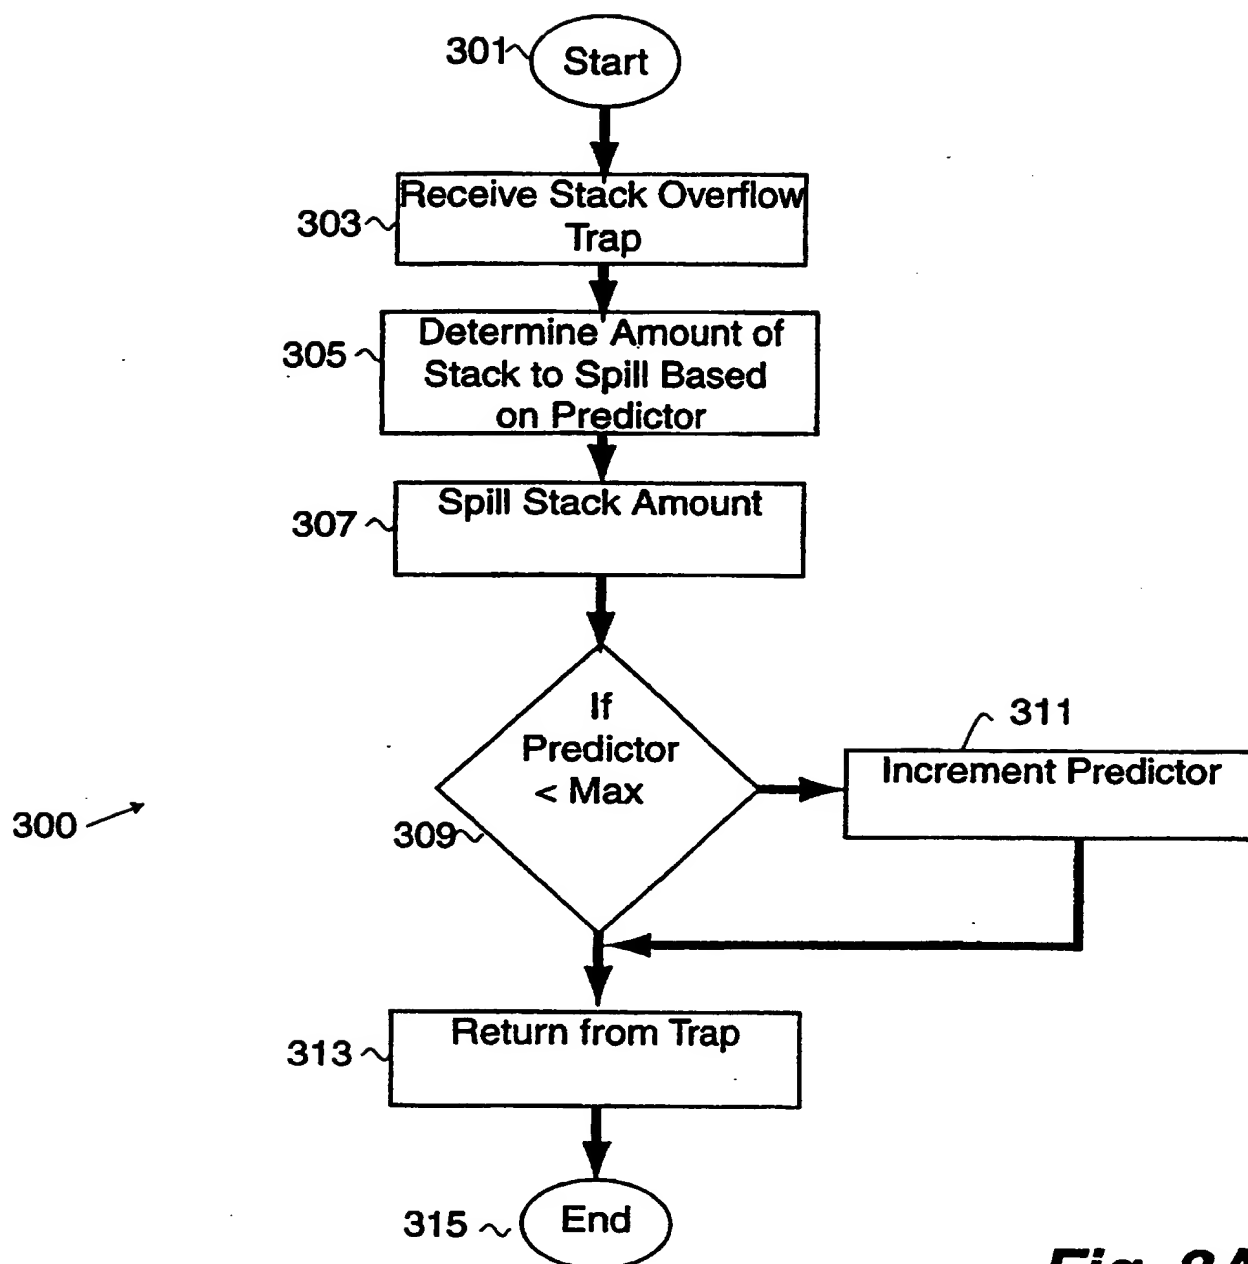 301
Start
303
Receive Stack Overflow
Trap
305
Determine Amount of
Stack to Spill Based
on Predictor
307
Spill Stack Amount
If
Predictor
< Max
309
311
Increment Predictor
300
313
Return from Trap
315
End